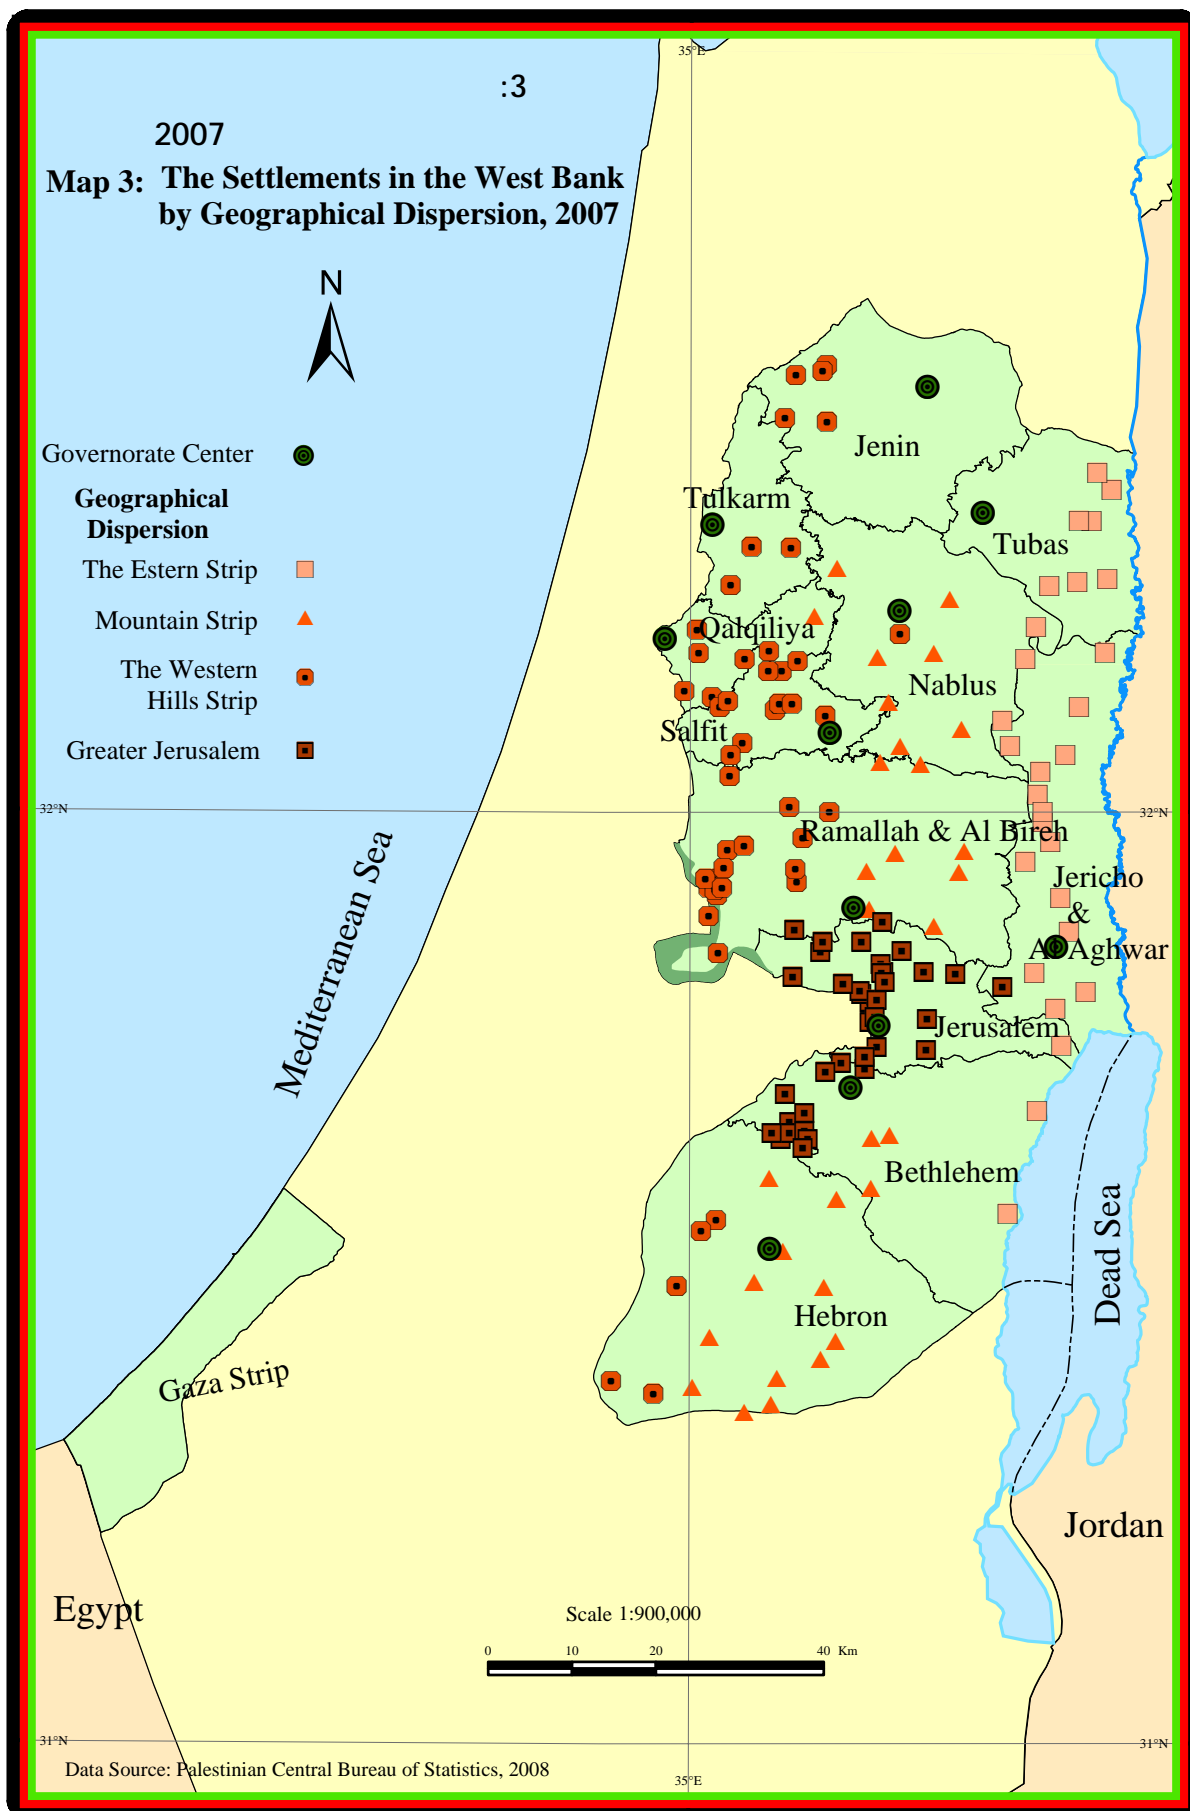 35°E
:3
2007
Map 3: The Settlements in the West Bank
by Geographical Dispersion, 2007
N
Governorate Center
Geographical
Dispersion
The Estern Strip
Mountain Strip
The Western
Hills Strip
Greater Jerusalem
Jenin
Tulkarm
Tubas
Qalqiliya
Nablus
Salfit
32°N
32°N
Ramallah & Al Bireh
Jericho
&
Al Aghwar
Mediterranean Sea
Jerusalem
Bethlehem
Dead Sea
Hebron
Gaza Strip
Jordan
Egypt
Scale 1:900,000
0 10 20 40 Km
31°N
31°N
Data Source: Palestinian Central Bureau of Statistics, 2008
35°E